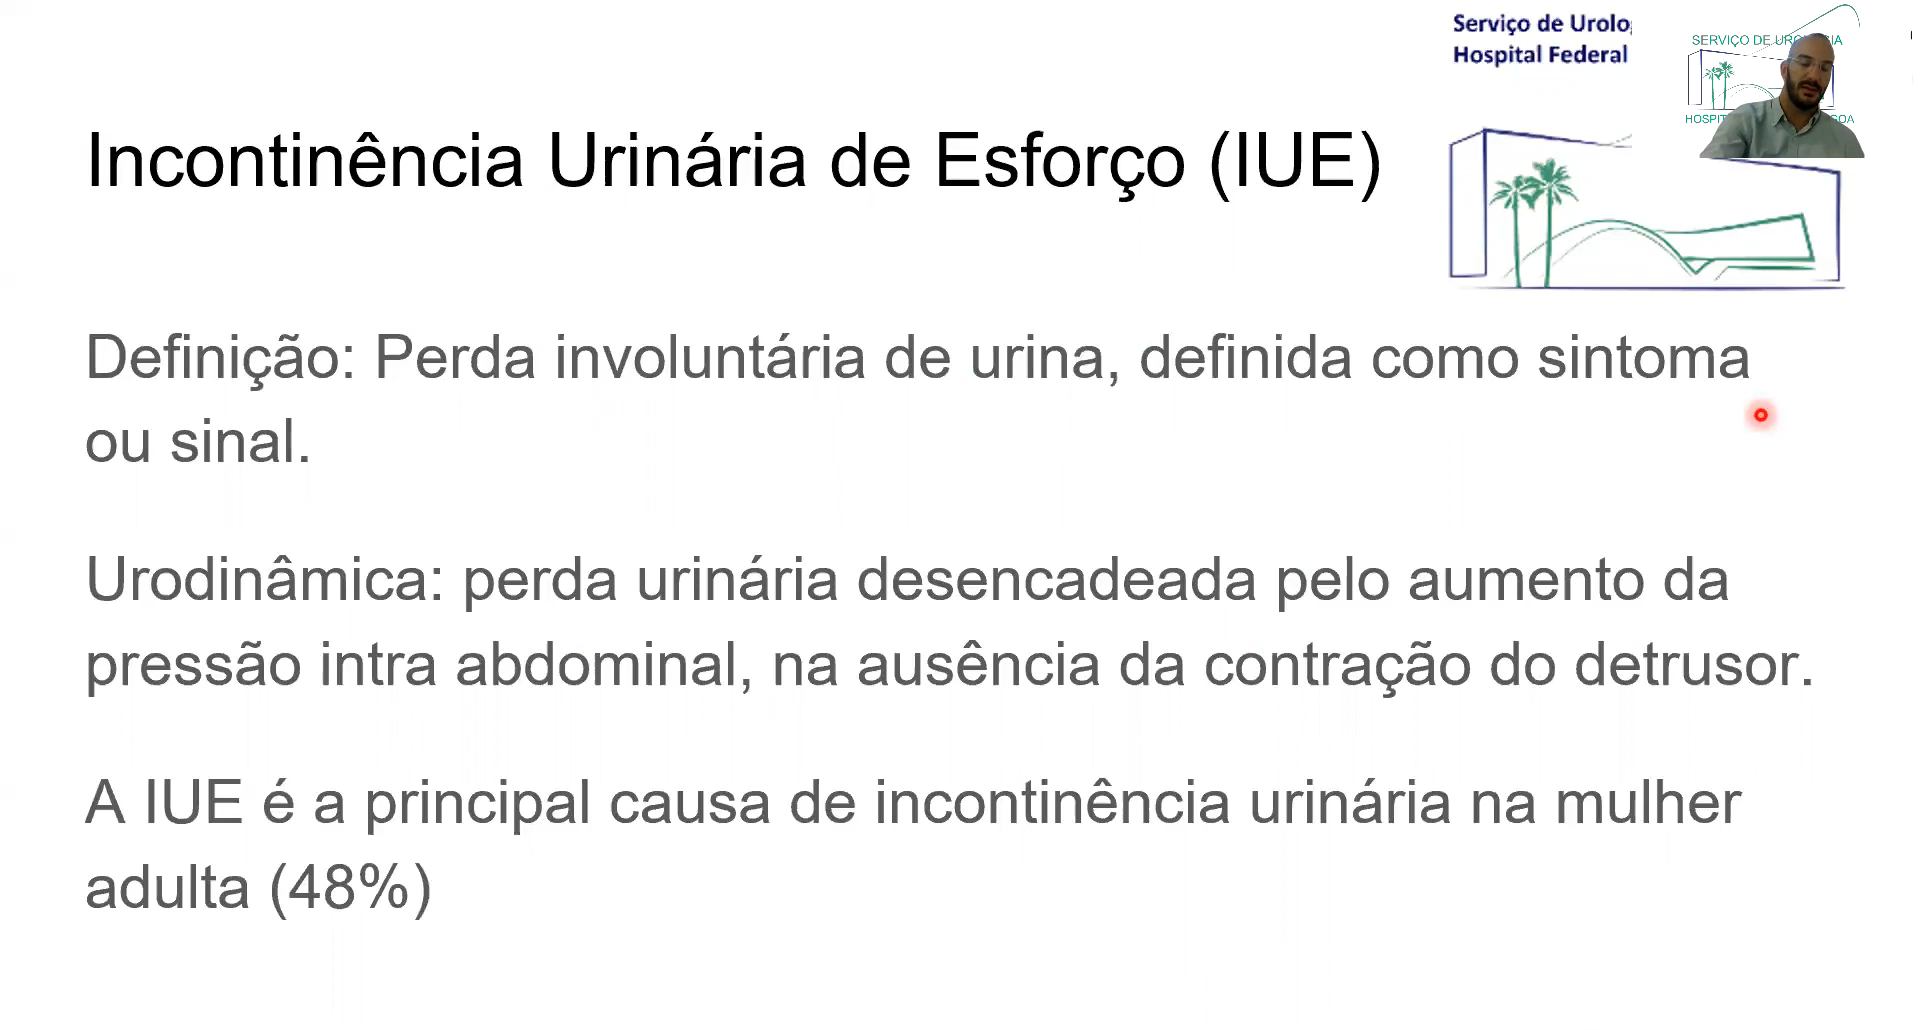 Serviço de Urolo
Hospital Federal
SERVIÇO DE
Incontinência Urinária de Esforço (IUE)
Definição: Perda involuntária de urina, definida como sintoma
ou sinal.
Urodinâmica: perda urinária desencadeada pelo aumento da
pressão intra abdominal, na ausência da contração do detrusor.
A IUE é a principal causa de incontinência urinária na mulher
adulta (48%)